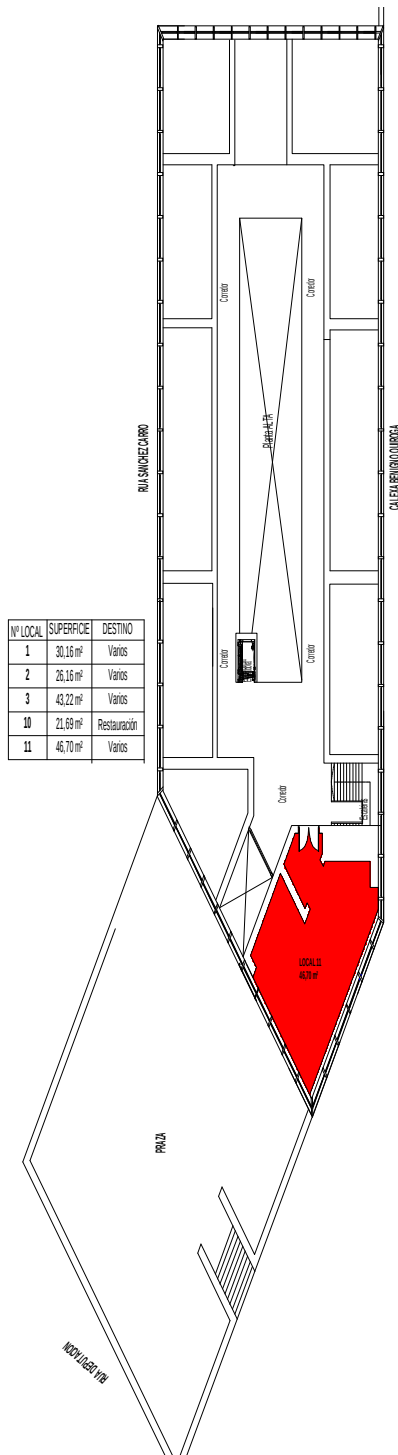 Corredor
Corredor
Planta ALTA
RUA SANCHEZ CARRO
CALEXA BENIGNO QUIROGA
Nº LOCAL SUPERFICIE DESTINO
1 30,16 m² Varios
2 26,16 m² Varios
3 43,22 m² Varios
10 21,69 m² Restauración
11 46,70 m² Varios
Corredor
Corredor
Corredor
Escaleira
LOCAL 11
46,70 m²
PRAZA
RUA DEPUTACION